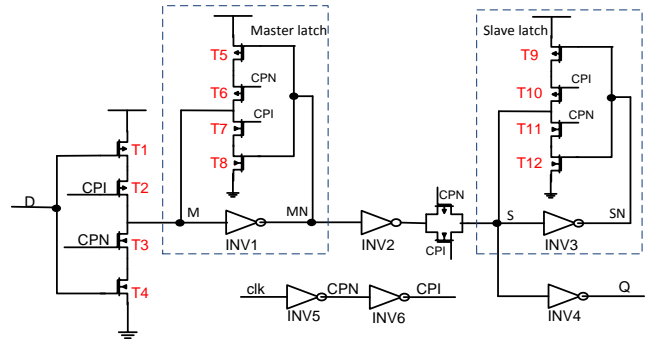 Master latch
Slave latch
T5
CPN
T6
CPI
T7
T8
T9
CPI
T10
CPN
T11
T12
T1
D
CPI
T2
CPN
T3
T4
M
MN
INV1
INV2
CPN
CPI
S
SN
INV3
clk
CPN
CPI
INV5
INV6
Q
INV4